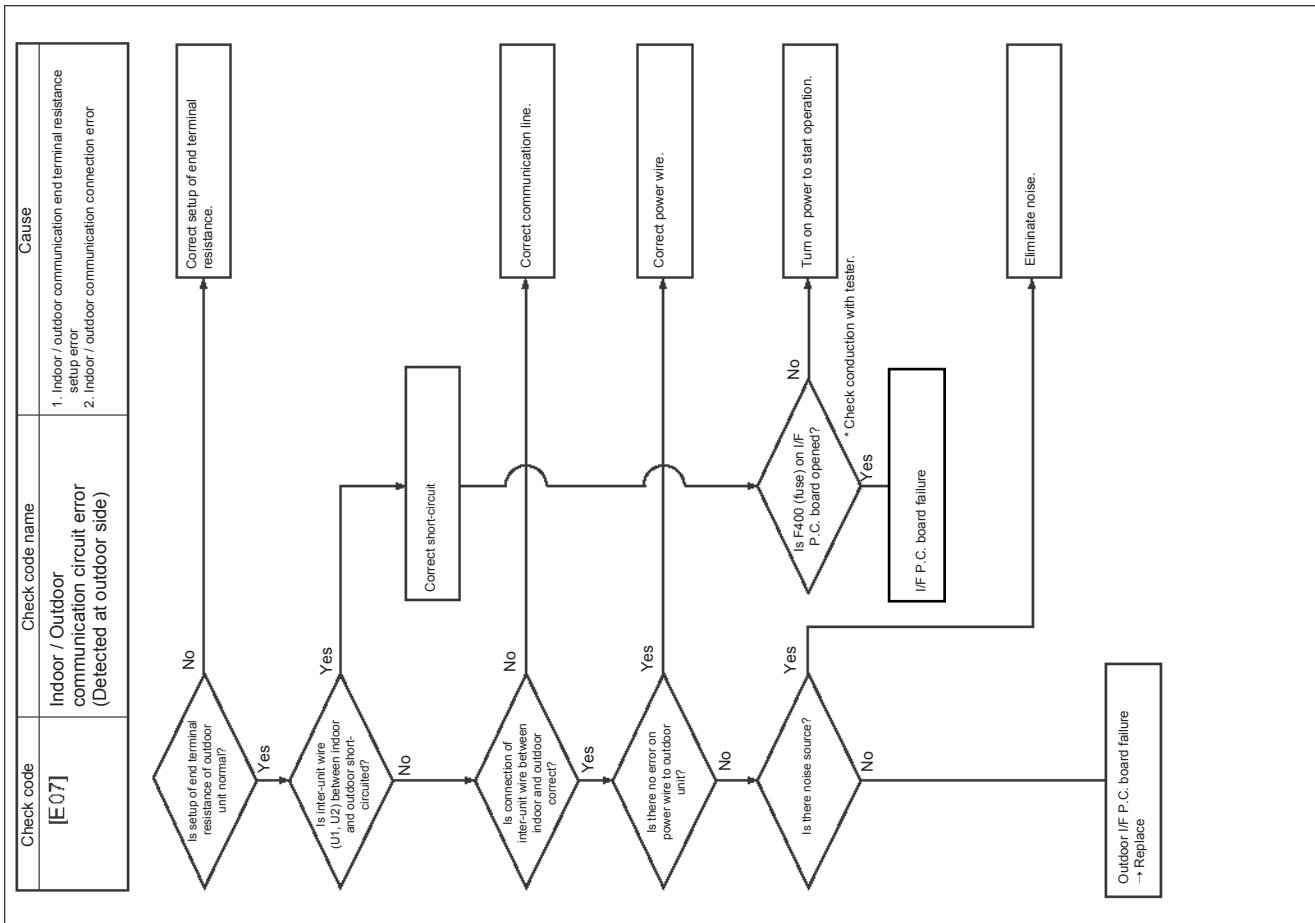 Check code
Check code name
Cause
[E07]
Indoor / Outdoor
communication circuit error
(Detected at outdoor side)
1. Indoor / outdoor communication end terminal resistance
setup error
2. Indoor / outdoor communication connection error
Is setup of end terminal
resistance of outdoor
unit normal?
No
Correct setup of end terminal
resistance.
Yes
Is inter-unit wire
(U1, U2) between indoor
and outdoor short-
circuited?
Yes
Correct short-circuit
No
Is connection of
inter-unit wire between
indoor and outdoor
correct?
No
Correct communication line.
Yes
Is there no error on
power wire to outdoor
unit?
Yes
Correct power wire.
No
Is there noise source?
Yes
Eliminate noise.
No
Is F400 (fuse) on I/F
P.C. board opened?
No
Turn on power to start operation.
* Check conduction with tester.
Yes
I/F P.C. board failure
Outdoor I/F P.C. board failure
→ Replace